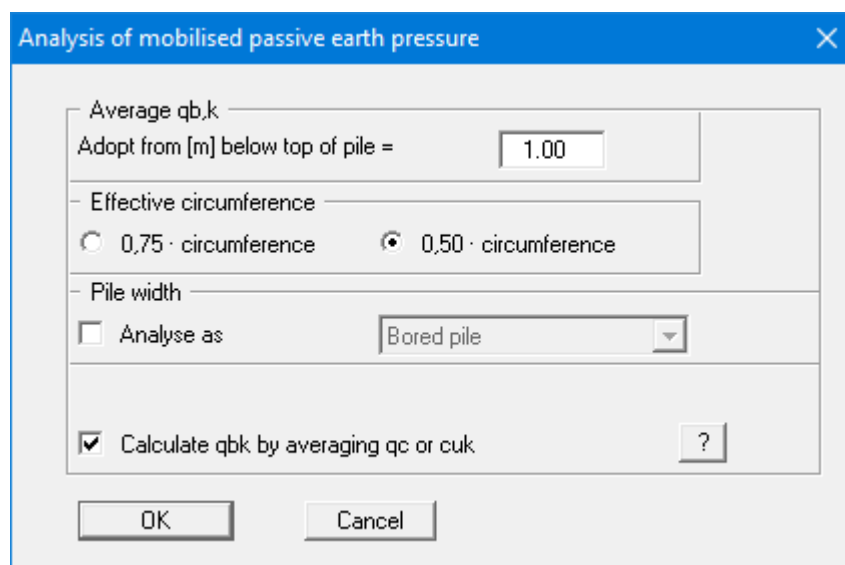 Analysis of mobilised passive earth pressure
Average qb,k
Adopt from [m] below top of pile = 1.00
Effective circumference
0,75 · circumference 0,50 · circumference
Pile width
Analyse as Bored pile
Calculate qbk by averaging qc or cuk ?
OK Cancel